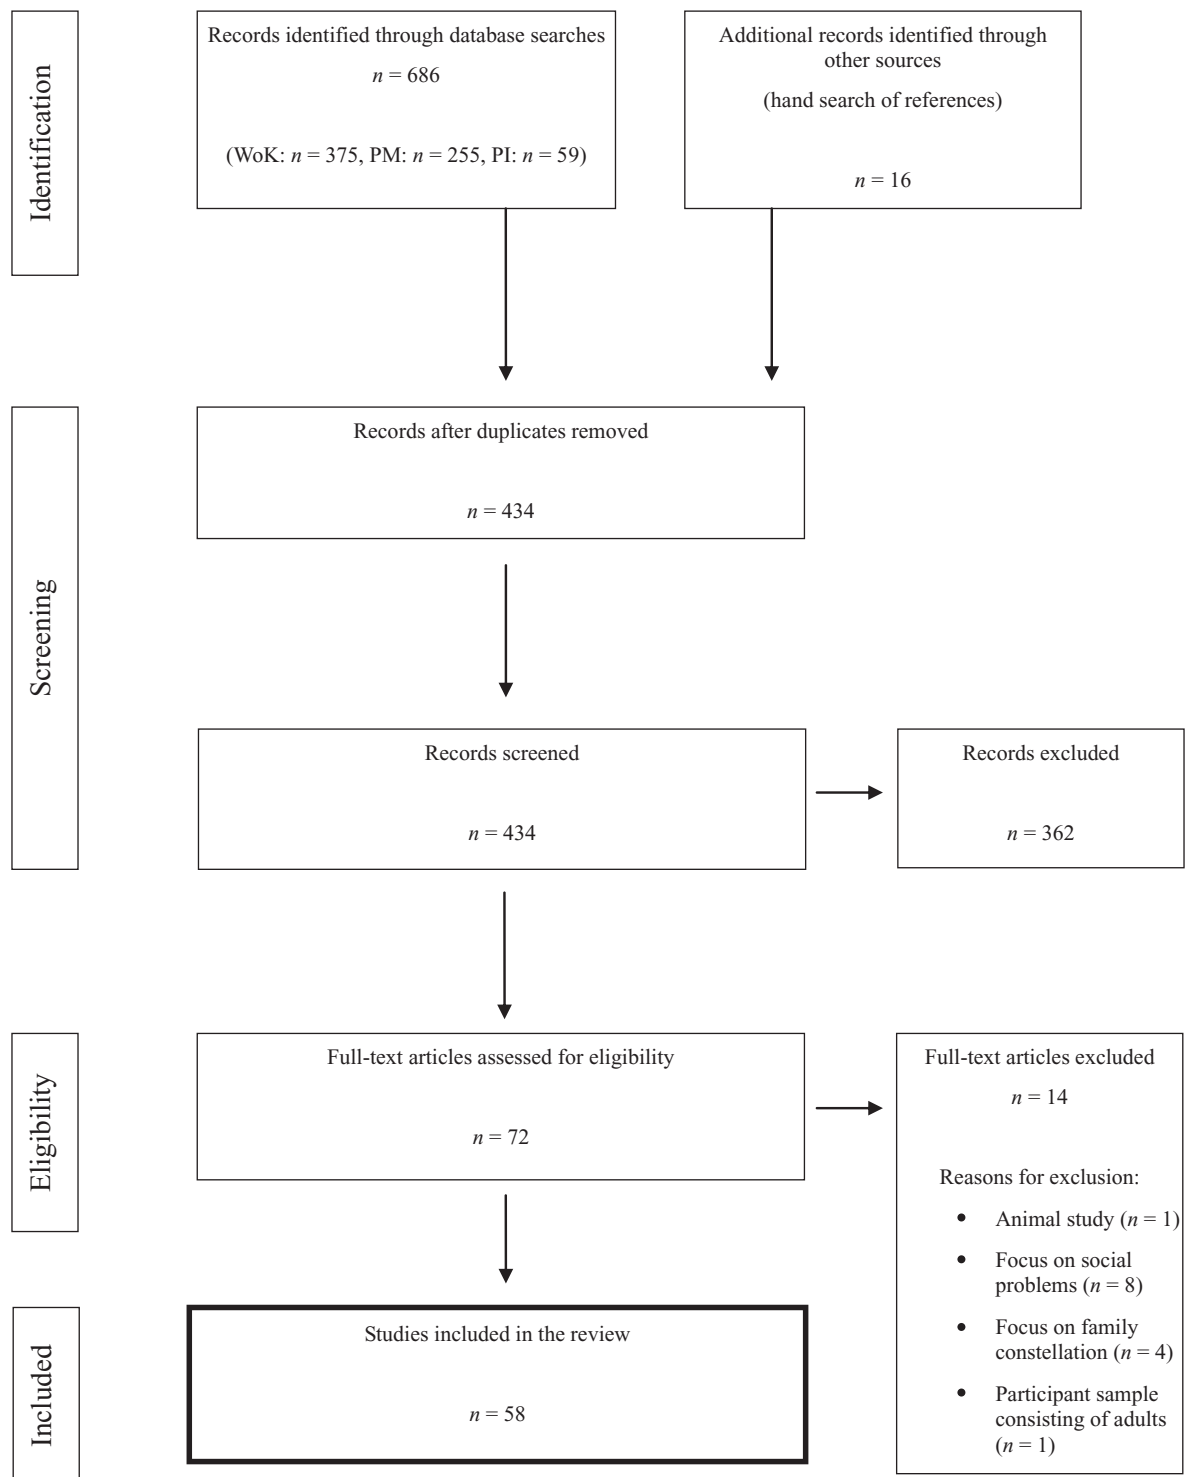 Identification
Records identified through database searches
n = 686
(WoK: n = 375, PM: n = 255, PI: n = 59)
Additional records identified through
other sources
(hand search of references)
n = 16
Screening
Records after duplicates removed
n = 434
Records screened
n = 434
Records excluded
n = 362
Eligibility
Full-text articles assessed for eligibility
n = 72
Full-text articles excluded
n = 14
Reasons for exclusion:
• Animal study (n = 1)
• Focus on social
problems (n = 8)
• Focus on family
constellation (n = 4)
• Participant sample
consisting of adults
(n = 1)
Included
Studies included in the review
n = 58